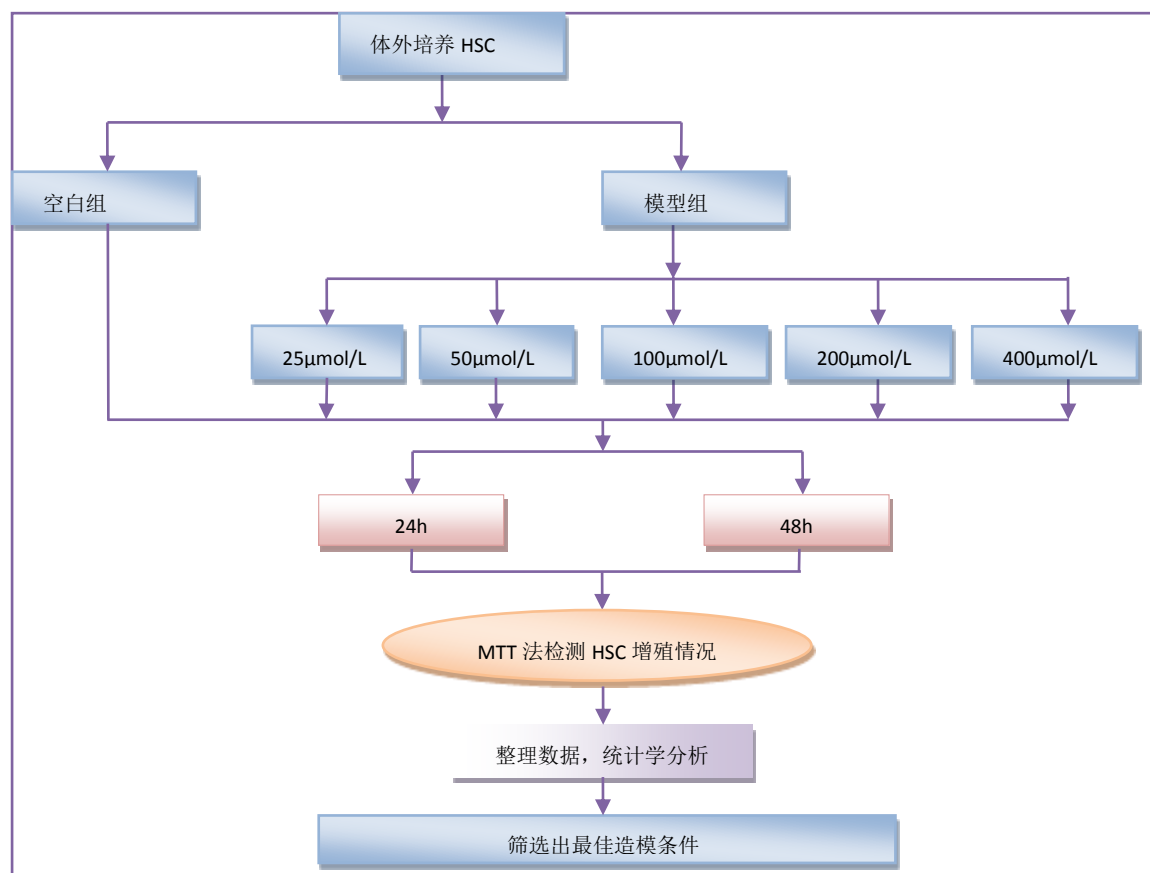 体外培养 HSC
空白组
模型组
25μmol/L
50μmol/L
100μmol/L
200μmol/L
400μmol/L
24h
48h
MTT 法检测 HSC 增殖情况
整理数据，统计学分析
筛选出最佳造模条件